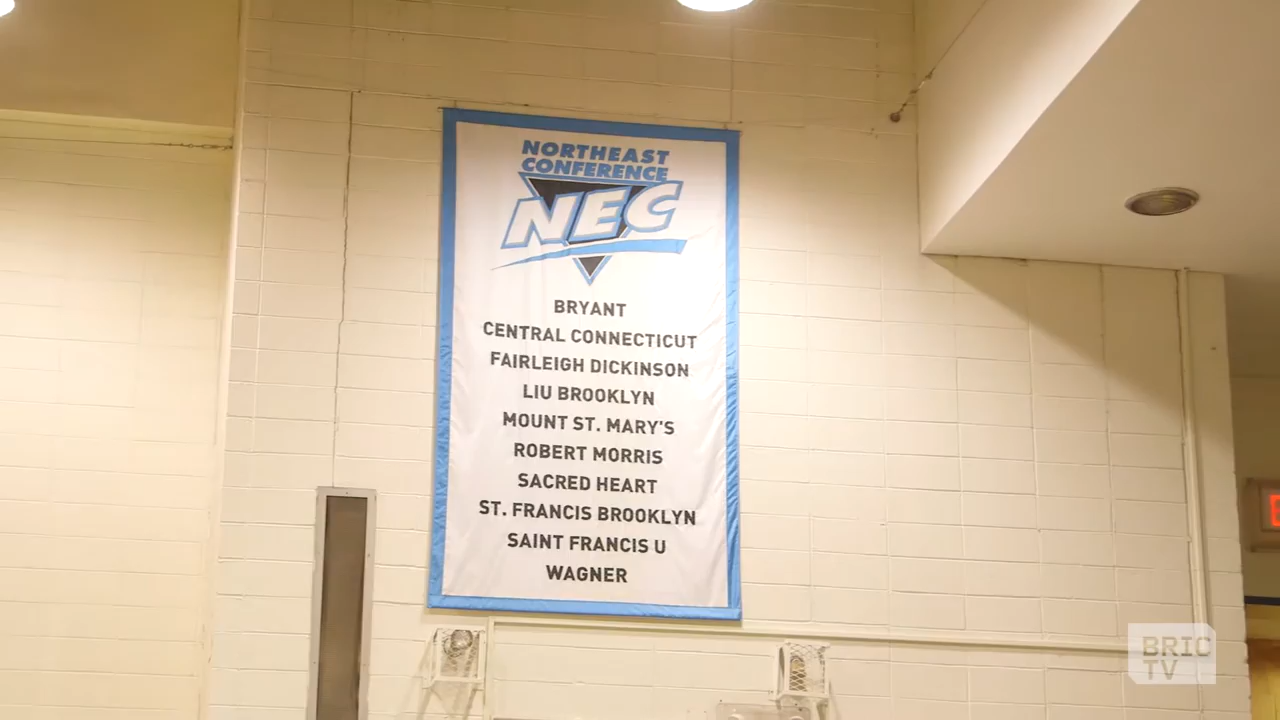 NORTHEAST
CONFERENCE
NEC
BRYANT
CENTRAL CONNECTICUT
FAIRLEIGH DICKINSON
LIU BROOKLYN
MOUNT ST. MARY'S
ROBERT MORRIS
SACRED HEART
ST. FRANCIS BROOKLYN
SAINT FRANCIS U
WAGNER
BRIC
TV